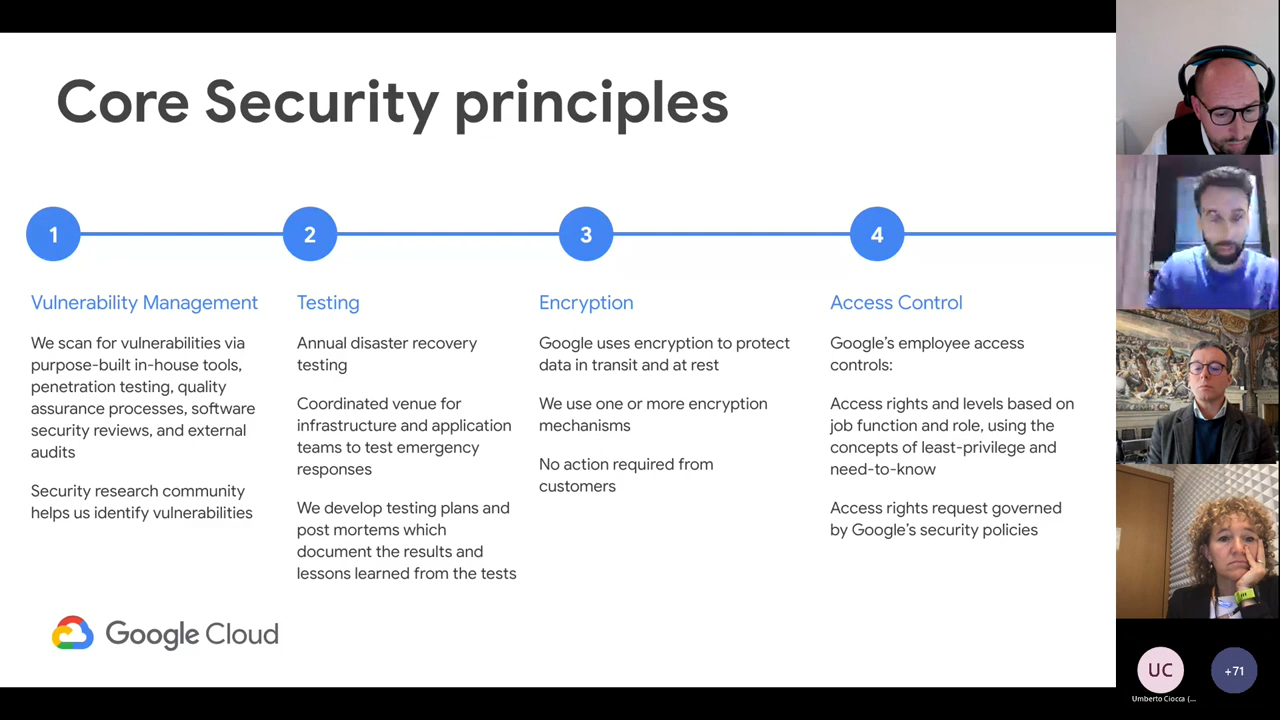 Core Security principles
1
2
3
4
Vulnerability Management
We scan for vulnerabilities via
purpose-built in-house tools,
penetration testing, quality
assurance processes, software
security reviews, and external
audits
Security research community
helps us identify vulnerabilities
Testing
Annual disaster recovery
testing
Coordinated venue for
infrastructure and application
teams to test emergency
responses
We develop testing plans and
post mortems which
document the results and
lessons learned from the tests
Encryption
Google uses encryption to protect
data in transit and at rest
We use one or more encryption
mechanisms
No action required from
customers
Access Control
Google’s employee access
controls:
Access rights and levels based on
job function and role, using the
concepts of least-privilege and
need-to-know
Access rights request governed
by Google’s security policies
Google Cloud
UC
+71
Umberto Ciocca (...